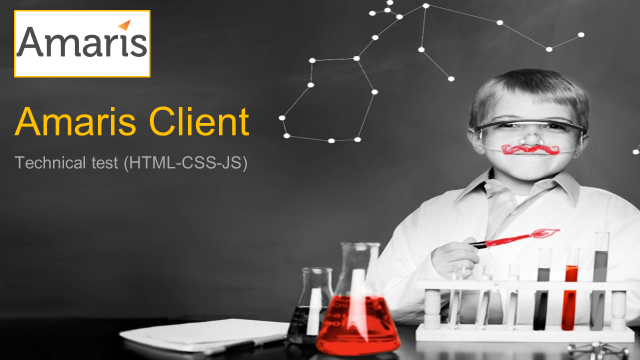 Amaris
Amaris Client
Technical test (HTML-CSS-JS)